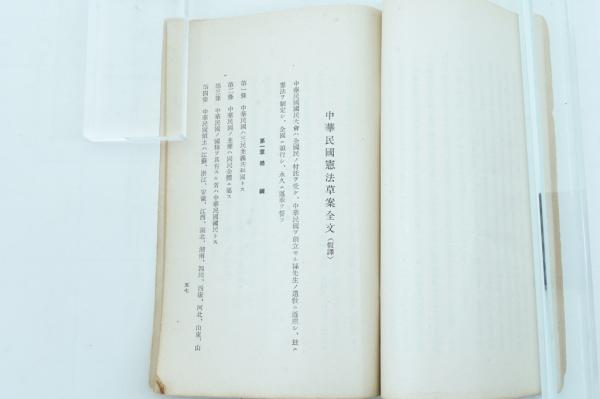 中華民國憲法草案全文（假譯）
中華民國國民大會ハ全國民ノ付託ヲ受ケ、中華民國ヲ創立セル孫先生ノ遺敎ニ遵照シ、玆ニ
憲法ヲ制定シ、全國ニ頒行シ、永久ニ遵率ヲ誓フ
第一章 總 綱
第一條 中華民國ハ三民主義共和國トス
第二條 中華民國ノ主權ハ國民全體ニ屬ス
第三條 中華民國ノ國籍ヲ具有スル者ハ中華民國國民トス
第四條 中華民國領土ハ江蘇、浙江、安徽、江西、湖北、湖南、四川、西康、河北、山東、山
五七